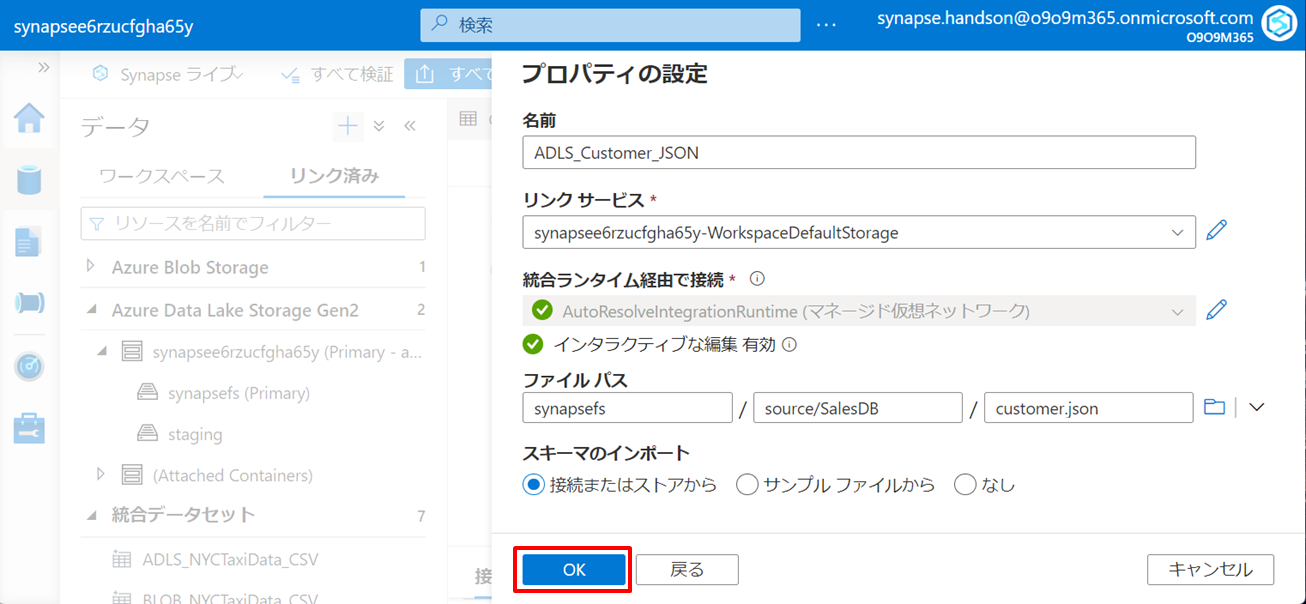 synapsee6rzucfgha65y
検索
...
synapse.handson@o9o9m365.onmicrosoft.com
O9O9M365
Synapse ライブ
すべて検証
すべて
データ
ワークスペース
リンク済み
リソースを名前でフィルター
Azure Blob Storage 1
Azure Data Lake Storage Gen2 2
synapsee6rzucfgha65y (Primary - a...
synapsefs (Primary)
staging
(Attached Containers)
統合データセット 7
ADLS_NYCTaxiData_CSV
BLOB_NYCTaxiData_CSV
接
プロパティの設定
名前
ADLS_Customer_JSON
リンク サービス *
synapsee6rzucfgha65y-WorkspaceDefaultStorage
統合ランタイム経由で接続 *
AutoResolveIntegrationRuntime (マネージド仮想ネットワーク)
インタラクティブな編集 有効
ファイル パス
synapsefs / source/SalesDB / customer.json
スキーマのインポート
接続またはストアから サンプル ファイルから なし
OK 戻る キャンセル